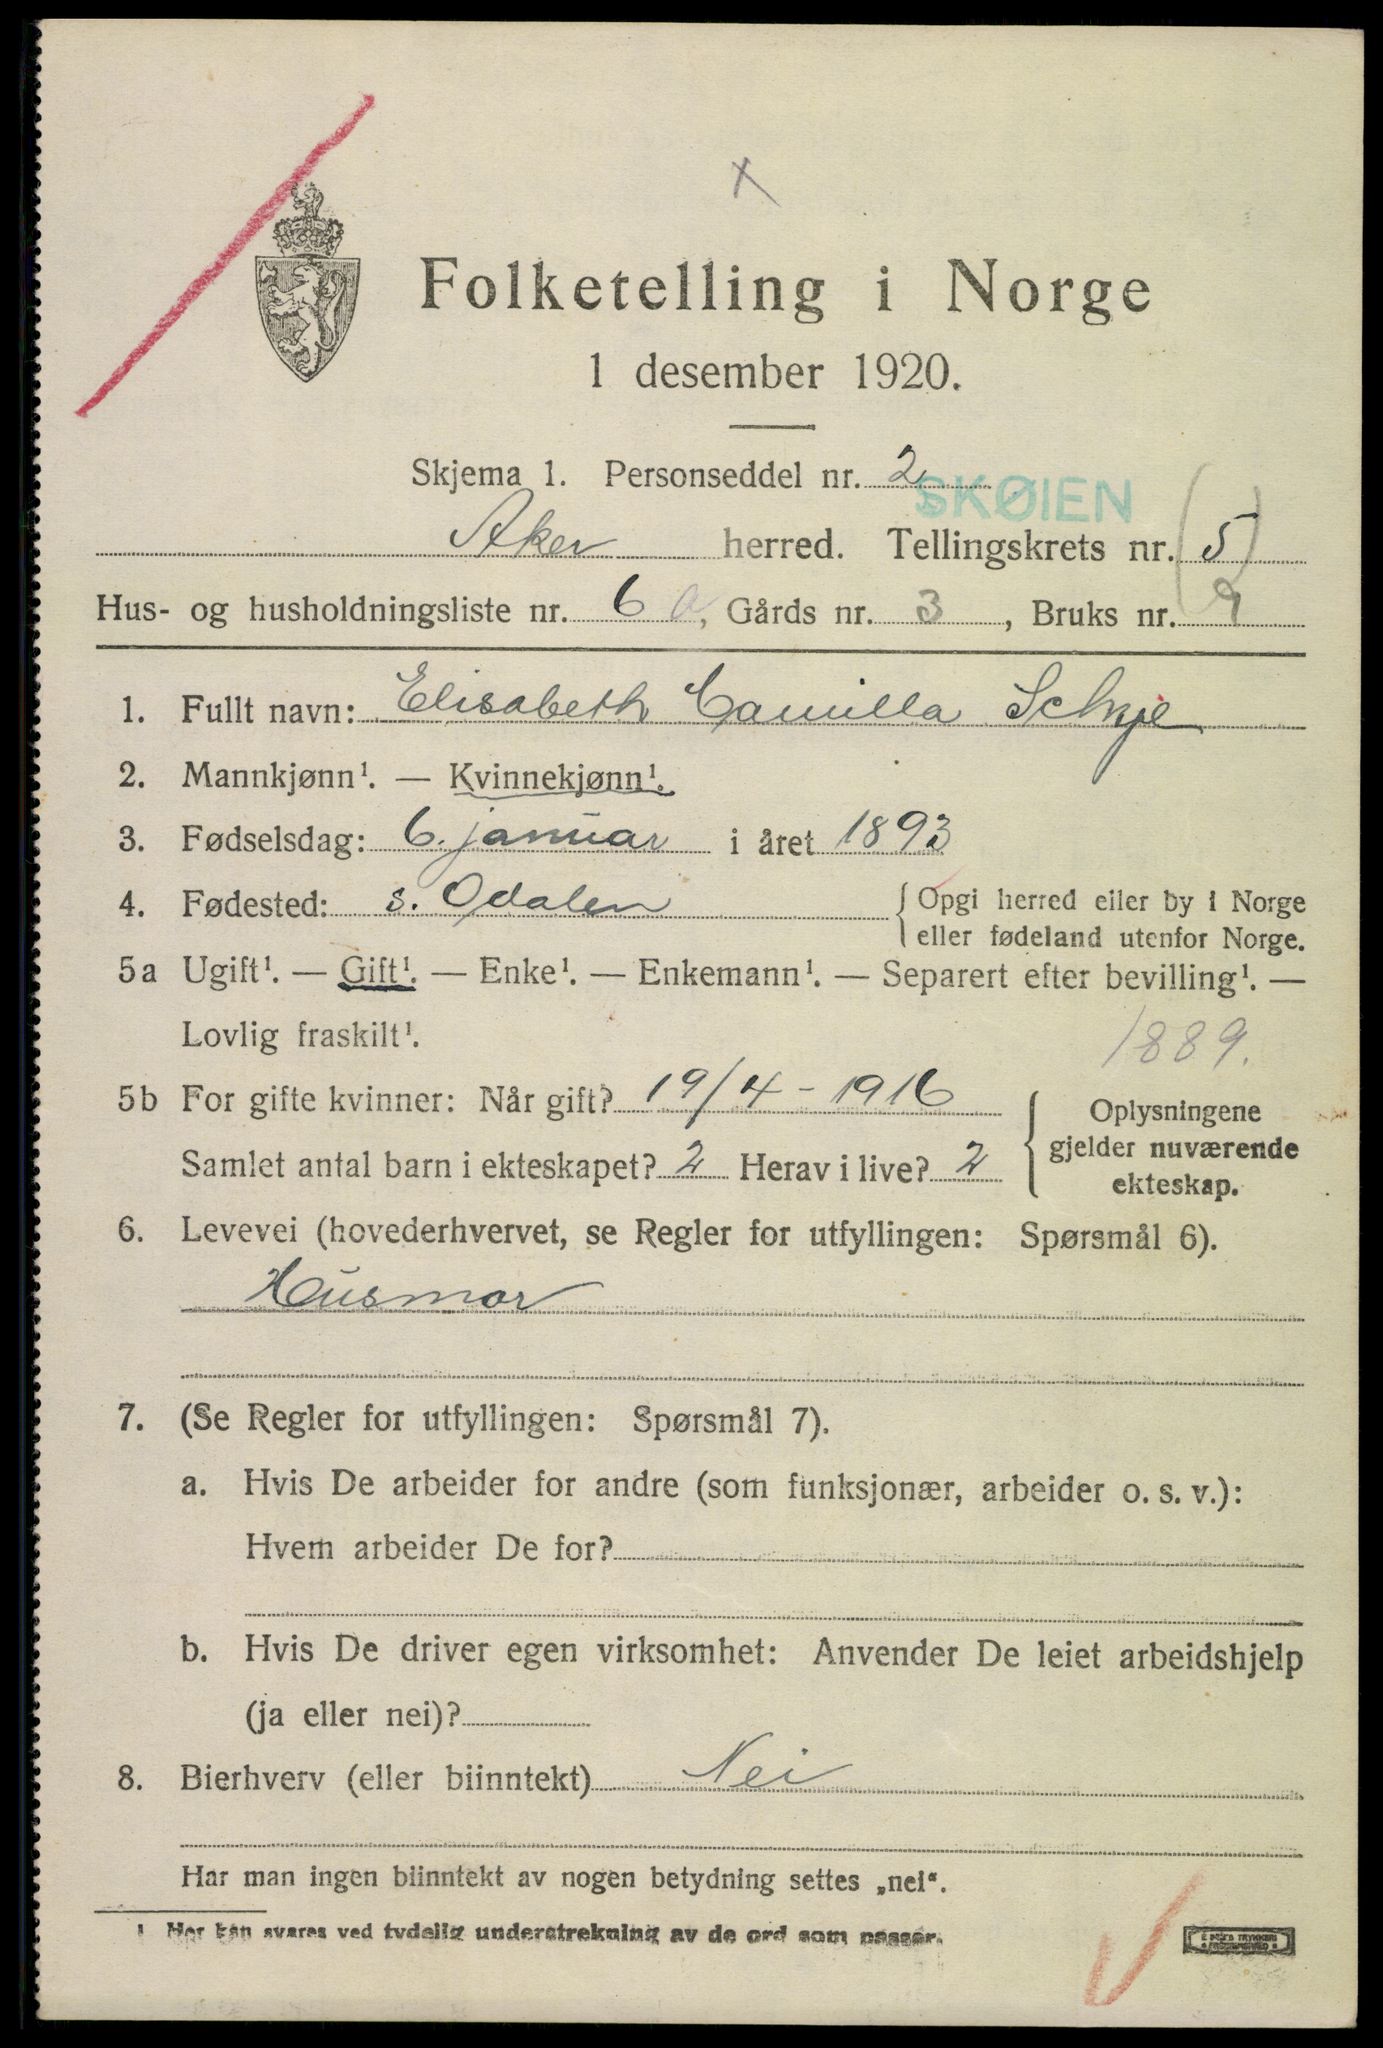 Folketelling i Norge
1 desember 1920.
Skjema 1. Personseddel nr. 2
SKØIEN
Aker herred. Tellingskrets nr. (5)
Hus- og husholdningsliste nr. 6 a, Gårds nr. 3, Bruks nr. 9
1. Fullt navn: Elisabeth Camilla Schje
2. Mannkjønn¹. — Kvinnekjønn¹.
3. Fødselsdag: 6. januar i året 1893
4. Fødested: s. Odalen { Opgi herred eller by i Norge
eller fødeland utenfor Norge.
5a Ugift¹. — Gift¹. — Enke¹. — Enkemann¹. — Separert efter bevilling¹. —
Lovlig fraskilt¹. 1889.
5b For gifte kvinner: Når gift? 19/4 - 1916
Samlet antal barn i ekteskapet? 2 Herav i live? 2
{ Oplysningene
gjelder nuværende
ekteskap.
6. Levevei (hovederhvervet, se Regler for utfyllingen: Spørsmål 6).
Husmor
7. (Se Regler for utfyllingen: Spørsmål 7).
a. Hvis De arbeider for andre (som funksjonær, arbeider o. s. v.):
Hvem arbeider De for?
b. Hvis De driver egen virksomhet: Anvender De leiet arbeidshjelp
(ja eller nei)?
8. Bierhverv (eller biinntekt) Nei
Har man ingen biinntekt av nogen betydning settes „nei“.
1 Her kan svares ved tydelig understrekning av de ord som passer.